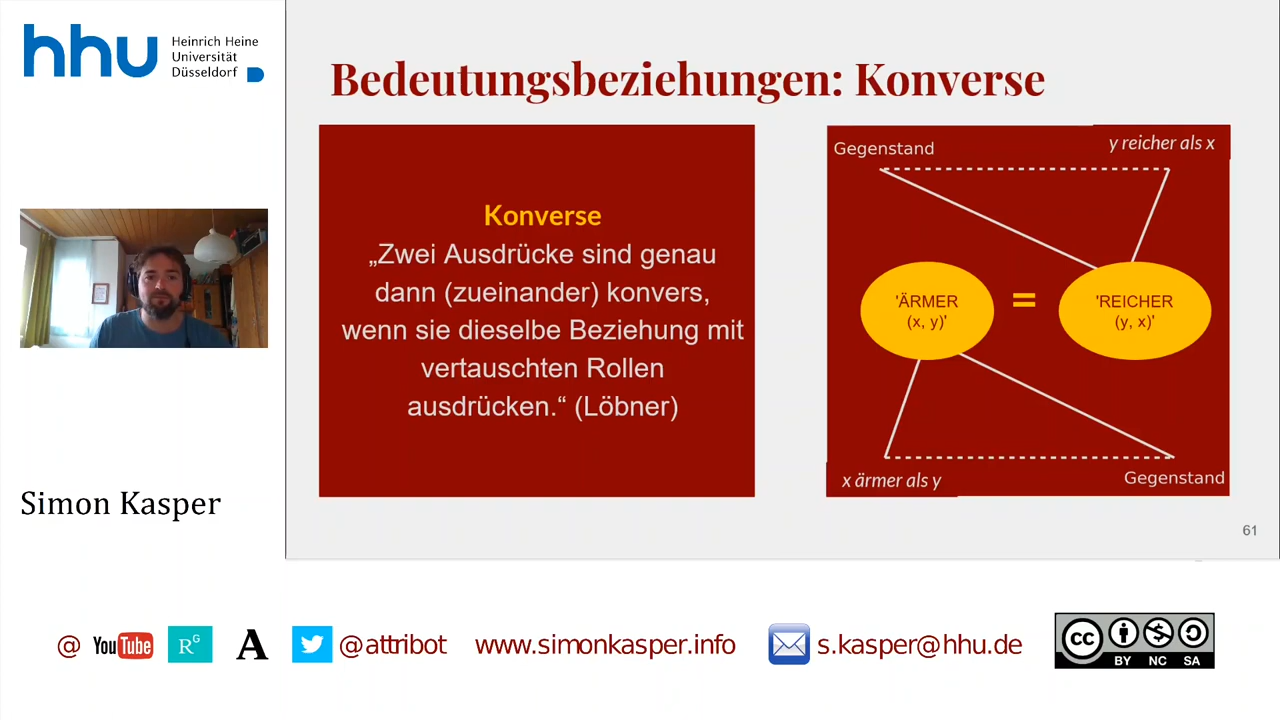 hhu
Heinrich Heine
Universität
Düsseldorf
Simon Kasper
Bedeutungsbeziehungen: Konverse
Konverse
„Zwei Ausdrücke sind genau
dann (zueinander) konvers,
wenn sie dieselbe Beziehung mit
vertauschten Rollen
ausdrücken.“ (Löbner)
Gegenstand
y reicher als x
'ÄRMER
(x, y)'
=
'REICHER
(y, x)'
x ärmer als y
Gegenstand
61
@ YouTube RG A @attribot www.simonkasper.info s.kasper@hhu.de cc BY NC SA